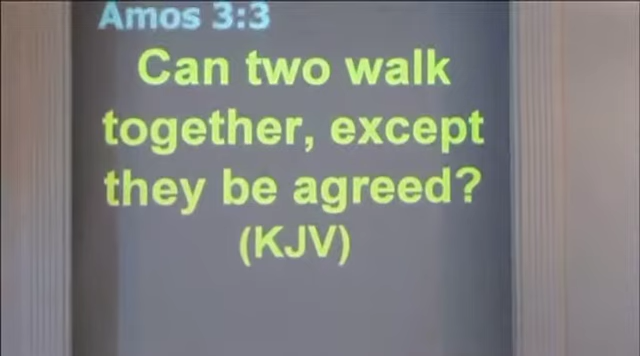 Amos 3:3
Can two walk
together, except
they be agreed?
(KJV)